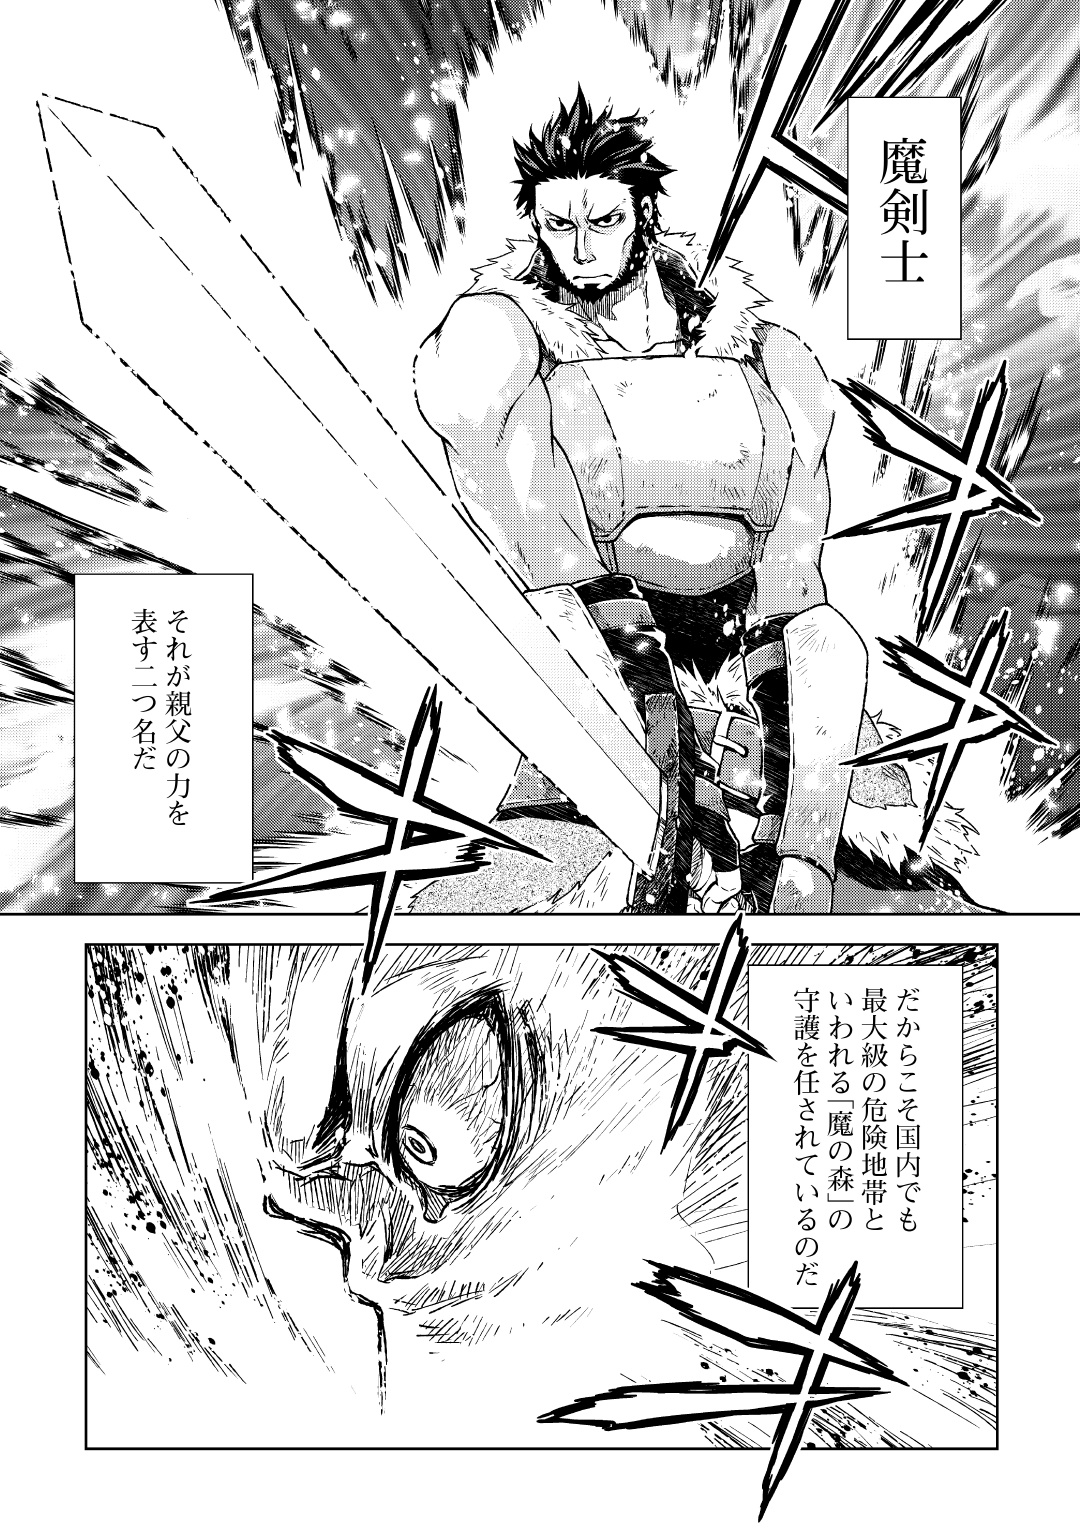 魔剣士
それが親父の力を
表す二つ名だ
だからこそ国内でも
最大級の危険地帯と
いわれる「魔の森」の
守護を任されているのだ